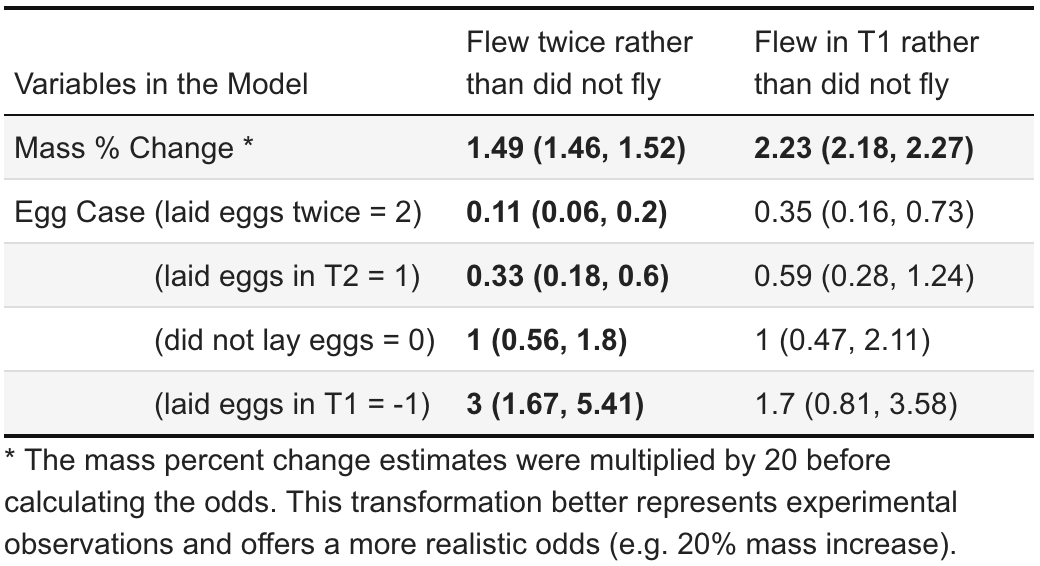 Variables in the Model	Flew twice rather than did not fly	Flew in T1 rather than did not fly
Mass % Change *	1.49 (1.46, 1.52)	2.23 (2.18, 2.27)
Egg Case (laid eggs twice = 2)	0.11 (0.06, 0.2)	0.35 (0.16, 0.73)
(laid eggs in T2 = 1)	0.33 (0.18, 0.6)	0.59 (0.28, 1.24)
(did not lay eggs = 0)	1 (0.56, 1.8)	1 (0.47, 2.11)
(laid eggs in T1 = -1)	3 (1.67, 5.41)	1.7 (0.81, 3.58)
* The mass percent change estimates were multiplied by 20 before
calculating the odds. This transformation better represents experimental
observations and offers a more realistic odds (e.g. 20% mass increase).